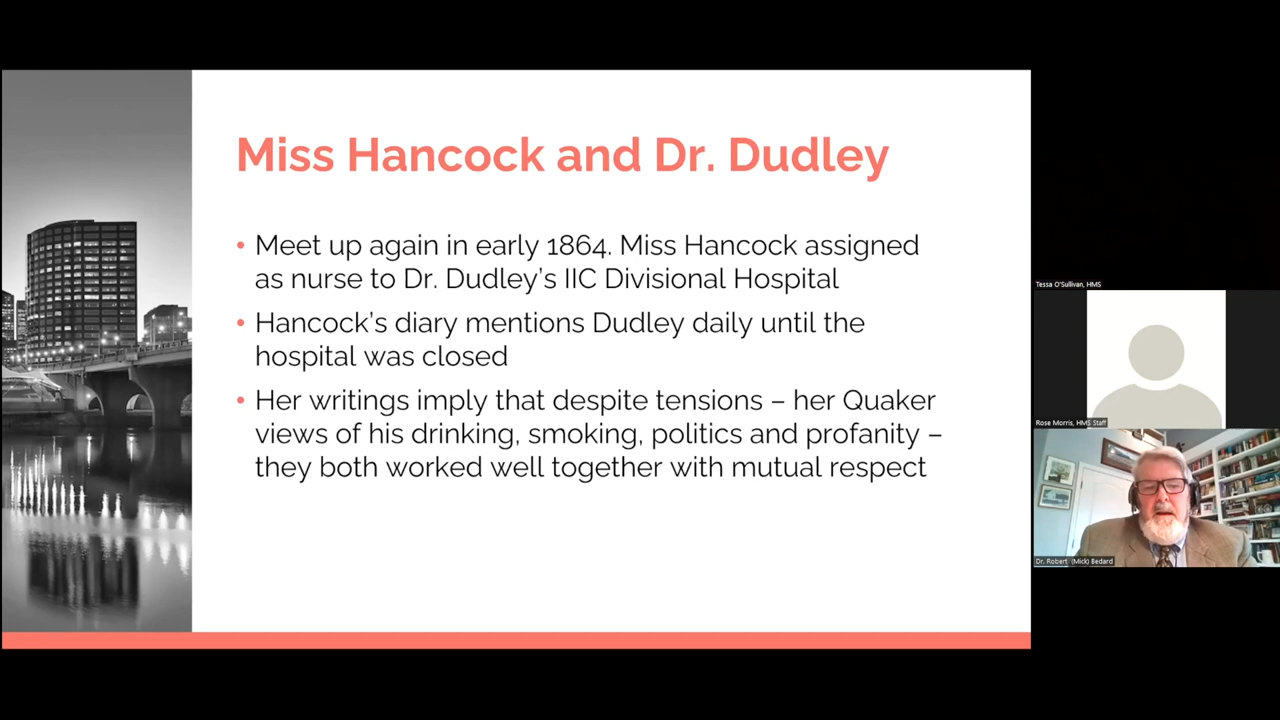 Miss Hancock and Dr. Dudley
• Meet up again in early 1864. Miss Hancock assigned
as nurse to Dr. Dudley's IIC Divisional Hospital
• Hancock's diary mentions Dudley daily until the
hospital was closed
• Her writings imply that despite tensions – her Quaker
views of his drinking, smoking, politics and profanity –
they both worked well together with mutual respect
Tessa O'Sullivan, HMS
Rose Morris, HMS Staff
Dr. Robert (Mick) Bedard